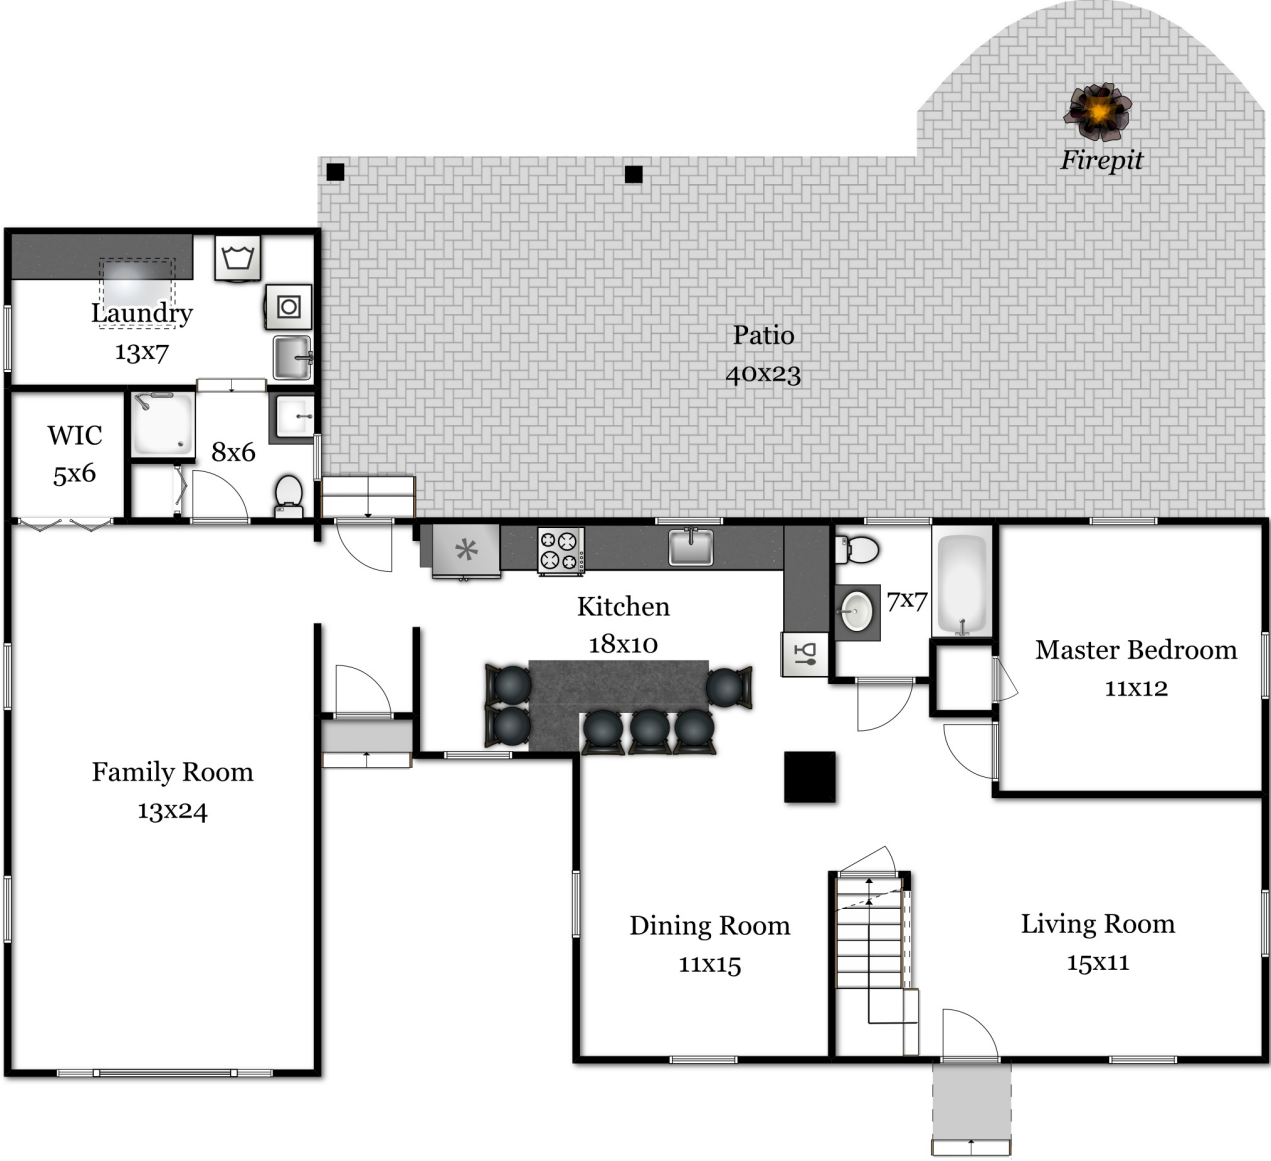 Firepit
Patio
40x23
Laundry
13x7
WIC
5x6
8x6
Kitchen
18x10
7x7
Master Bedroom
11x12
Family Room
13x24
Dining Room
11x15
Living Room
15x11